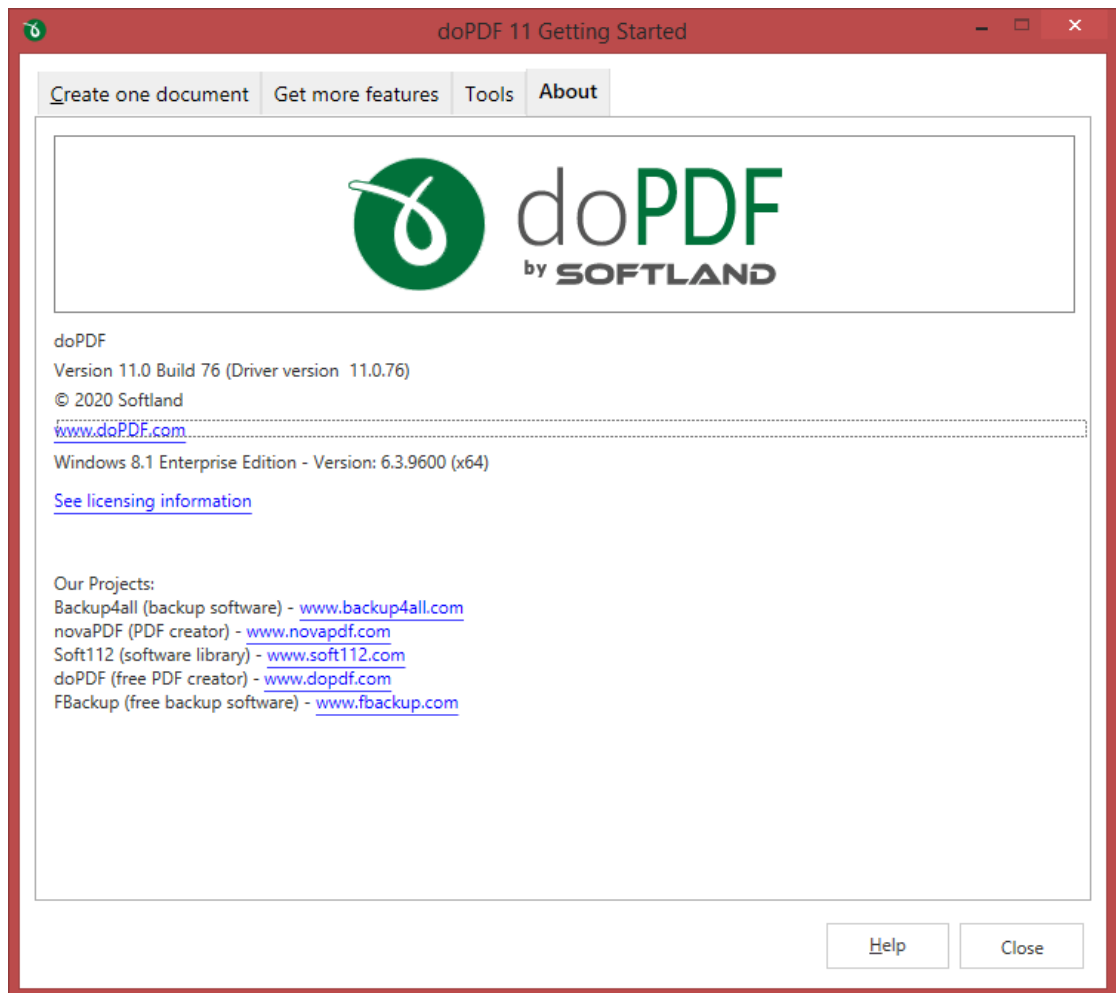 doPDF 11 Getting Started
Create one document Get more features Tools About
doPDF
by SOFTLAND
doPDF
Version 11.0 Build 76 (Driver version  11.0.76)
© 2020 Softland
www.doPDF.com
Windows 8.1 Enterprise Edition - Version: 6.3.9600 (x64)
See licensing information
Our Projects:
Backup4all (backup software) - www.backup4all.com
novaPDF (PDF creator) - www.novapdf.com
Soft112 (software library) - www.soft112.com
doPDF (free PDF creator) - www.dopdf.com
FBackup (free backup software) - www.fbackup.com
Help Close